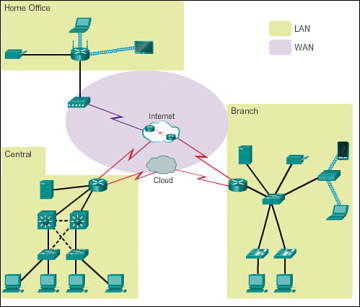 Home Office
LAN
WAN
Internet
Branch
Central
Cloud